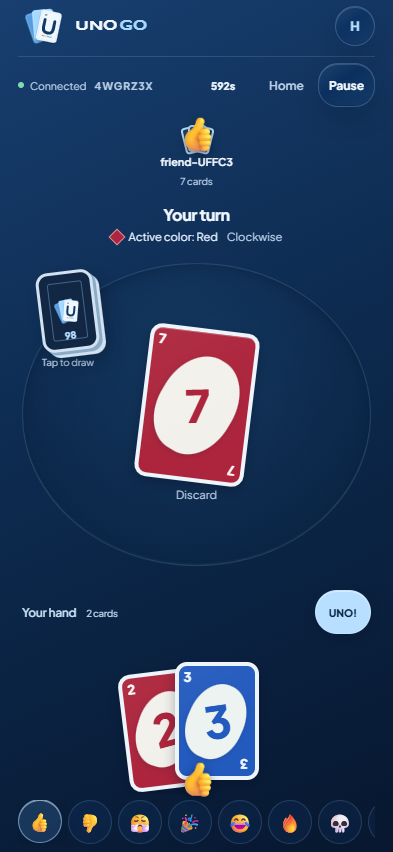 U UNO GO H
Connected 4WGRZ3X 592s Home Pause
friend-UFFC3
7 cards
Your turn
Active color: Red Clockwise
U
98
Tap to draw
7
7
7
Discard
Your hand 2 cards UNO!
2 3
2 3
3